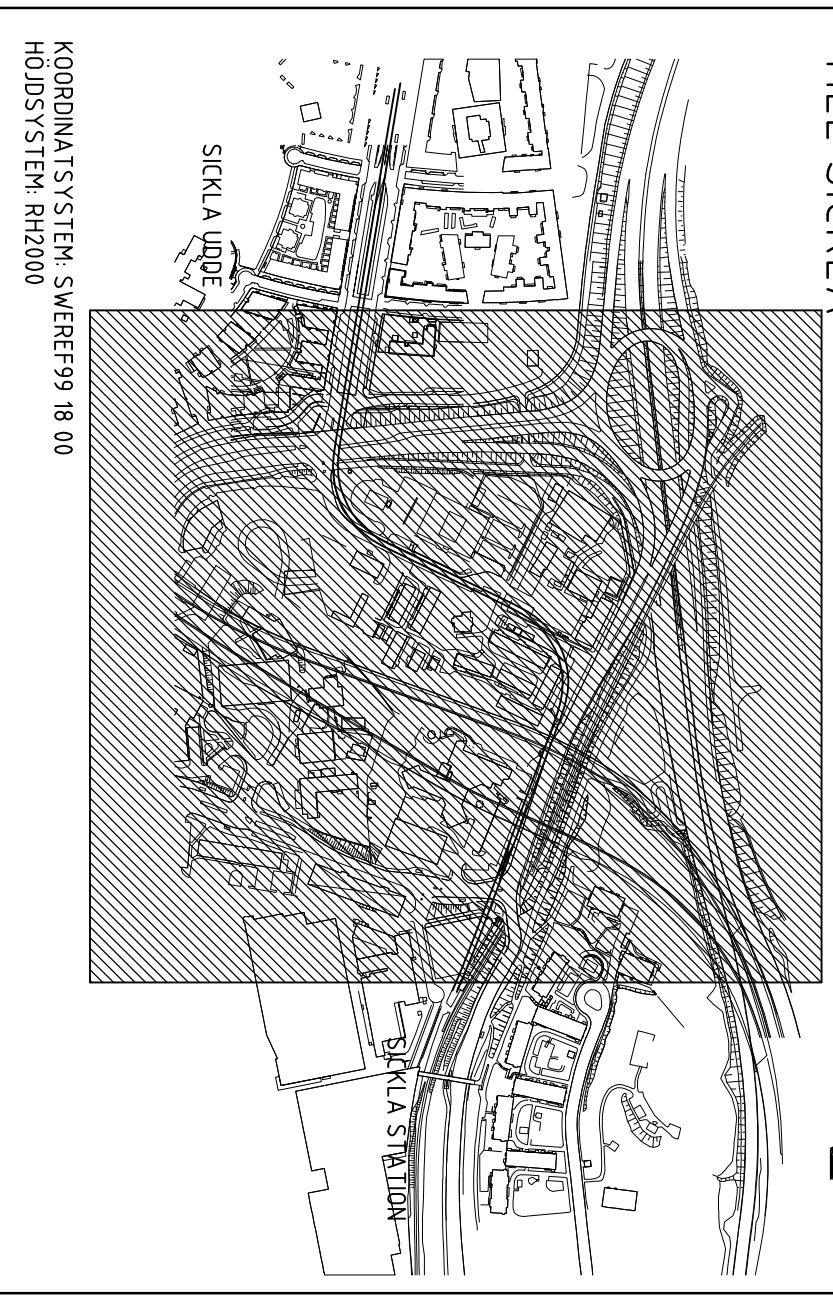 SICKLA STATION
SICKLA UDDE
KOORDINATSYSTEM: SWEREF99 18 00
HÖJDSYSTEM: RH2000